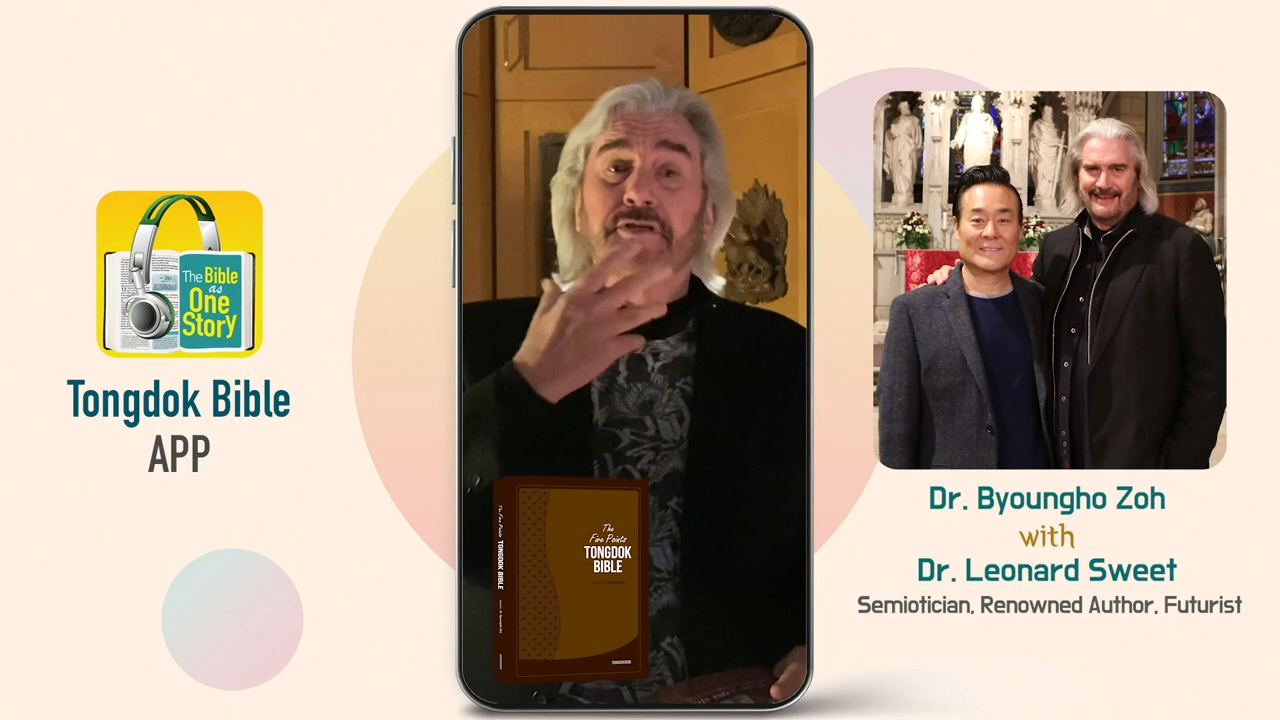 The Bible
as
One
Story
Tongdok Bible
APP
The Five Points
TONGDOK BIBLE
The
Five Points
TONGDOK
BIBLE
Dr. Byoungho Zoh
with
Dr. Leonard Sweet
Semiotician, Renowned Author, Futurist